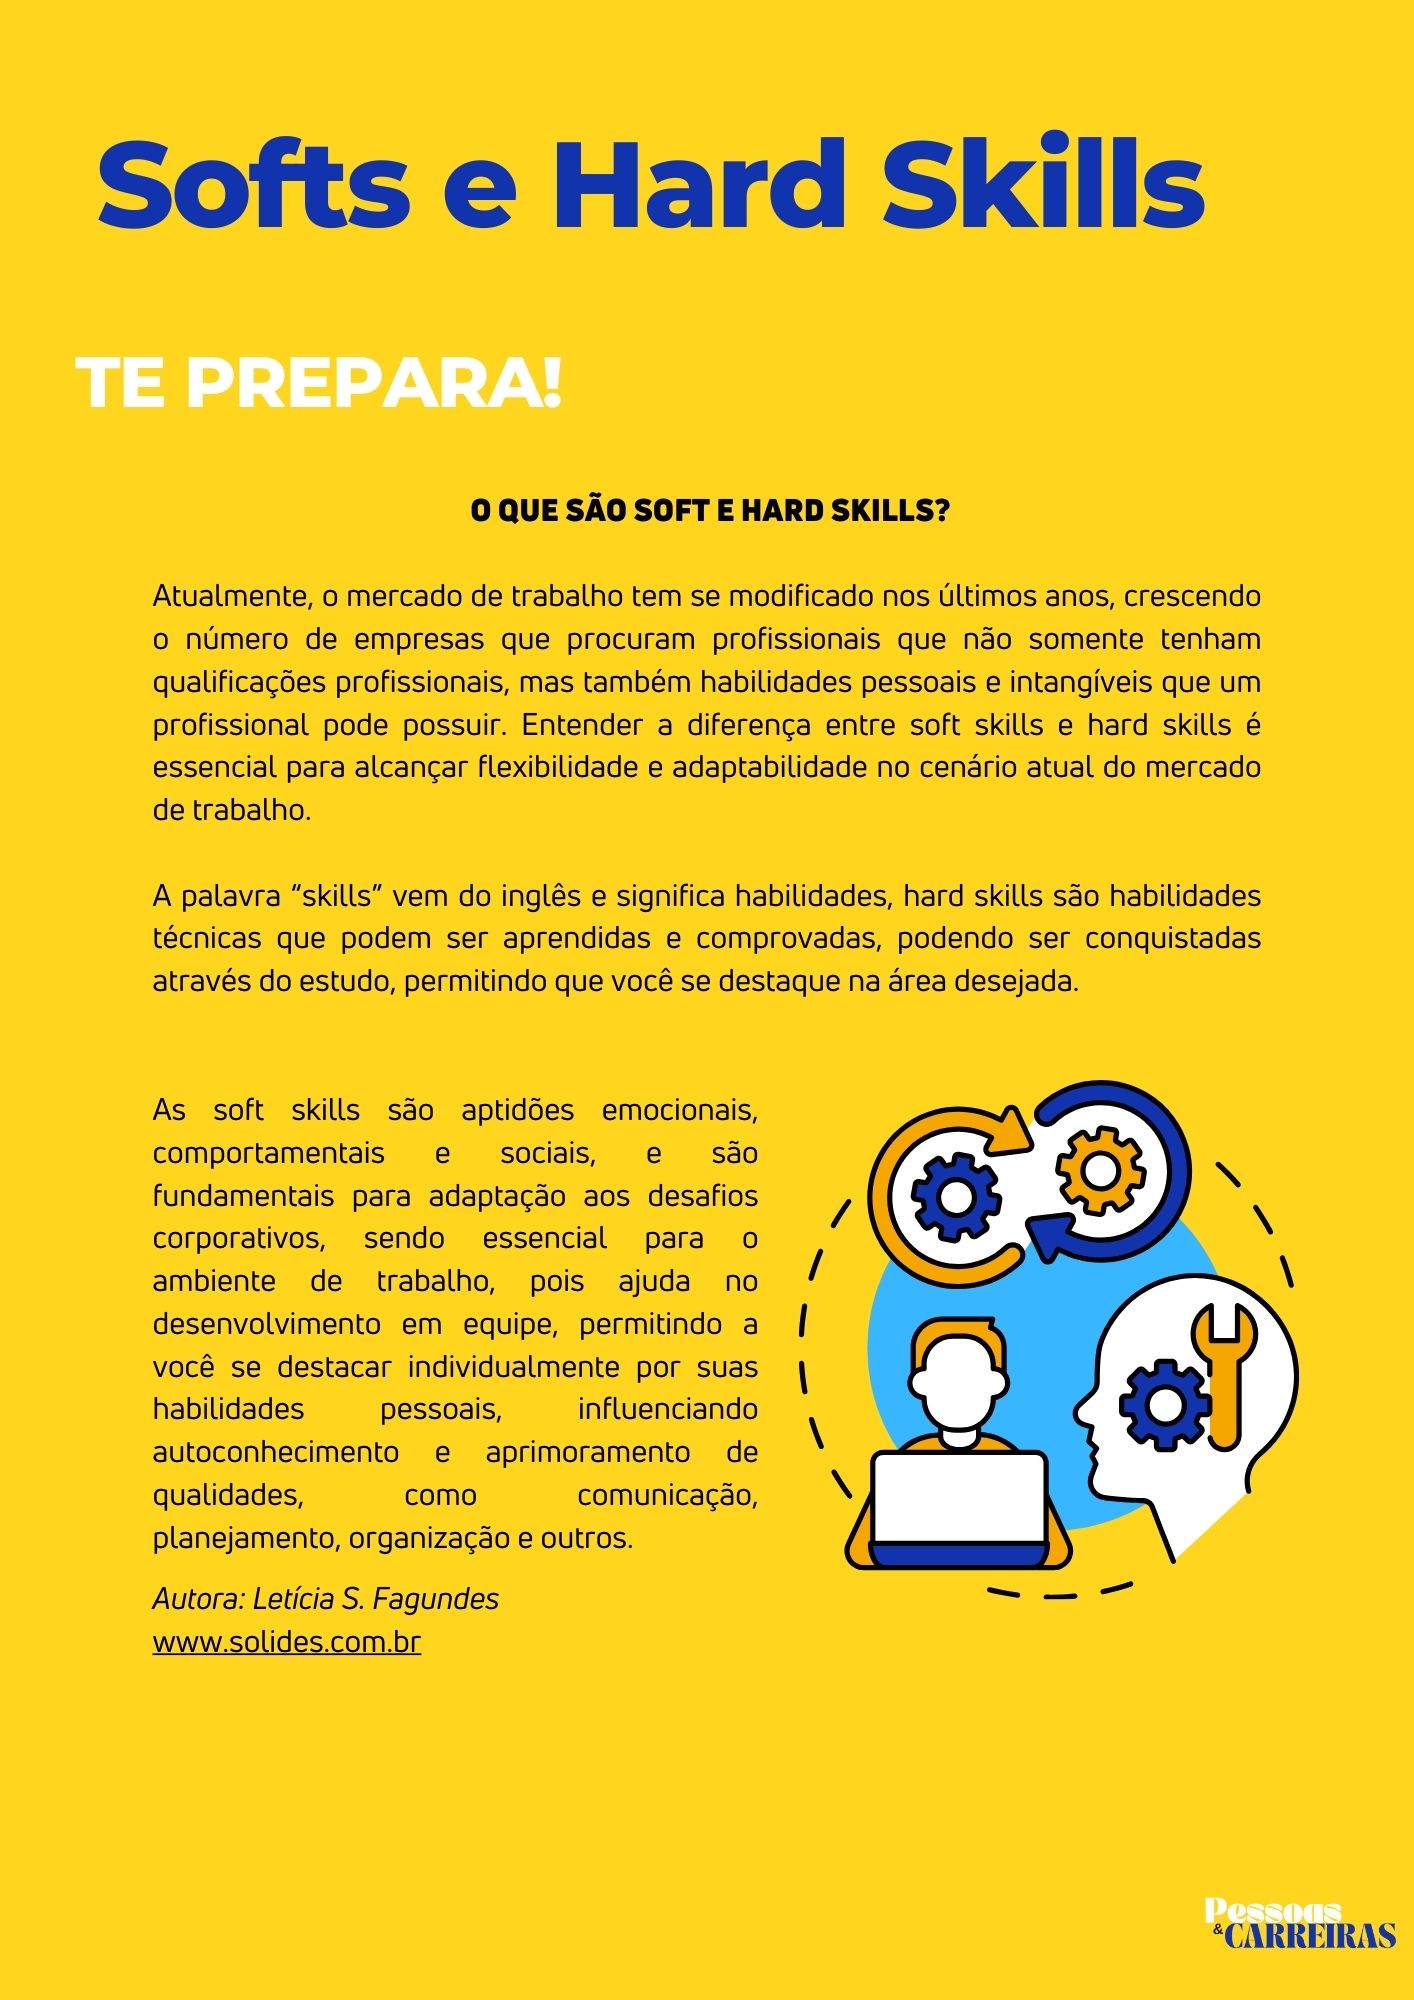 Softs e Hard Skills
TE PREPARA!
O QUE SÃO SOFT E HARD SKILLS?
Atualmente, o mercado de trabalho tem se modificado nos últimos anos, crescendo
o número de empresas que procuram profissionais que não somente tenham
qualificações profissionais, mas também habilidades pessoais e intangíveis que um
profissional pode possuir. Entender a diferença entre soft skills e hard skills é
essencial para alcançar flexibilidade e adaptabilidade no cenário atual do mercado
de trabalho.
A palavra “skills” vem do inglês e significa habilidades, hard skills são habilidades
técnicas que podem ser aprendidas e comprovadas, podendo ser conquistadas
através do estudo, permitindo que você se destaque na área desejada.
As soft skills são aptidões emocionais,
comportamentais e sociais, e são
fundamentais para adaptação aos desafios
corporativos, sendo essencial para o
ambiente de trabalho, pois ajuda no
desenvolvimento em equipe, permitindo a
você se destacar individualmente por suas
habilidades pessoais, influenciando
autoconhecimento e aprimoramento de
qualidades, como comunicação,
planejamento, organização e outros.
Autora: Letícia S. Fagundes
www.solides.com.br
Pessoas
&CARREIRAS